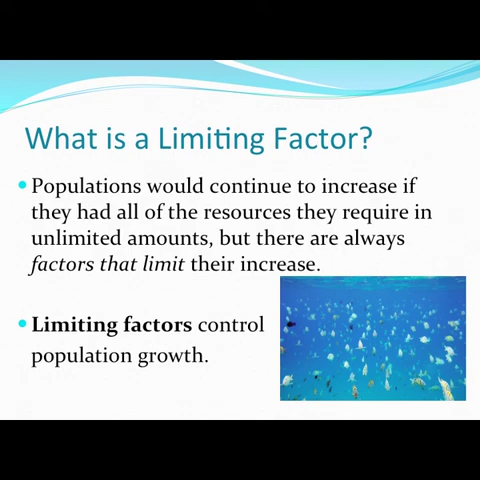 What is a Limiting Factor?
Populations would continue to increase if
they had all of the resources they require in
unlimited amounts, but there are always
factors that limit their increase.
Limiting factors control
population growth.